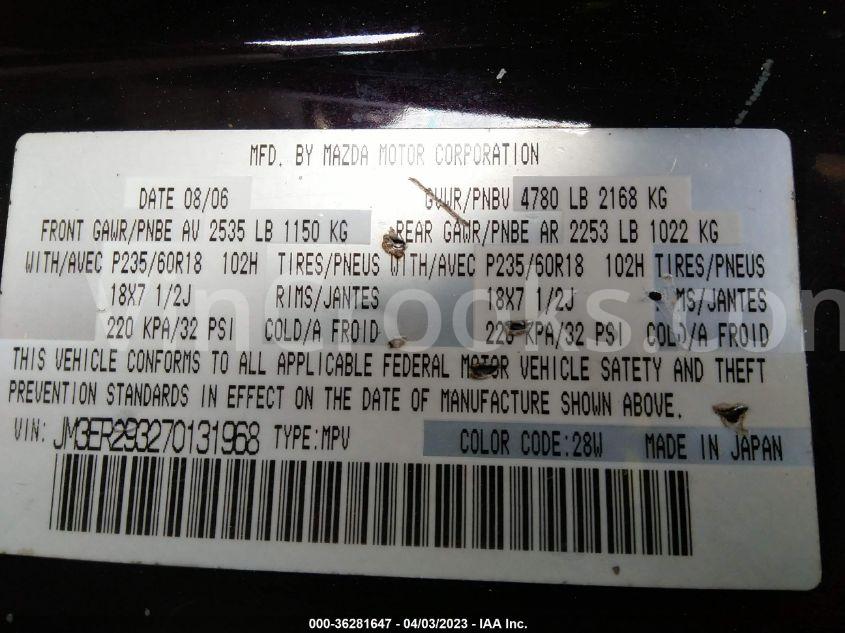 MFD. BY MAZDA MOTOR CORPORATION
DATE 08/06 GVWR/PNBV 4780 LB 2168 KG
FRONT GAWR/PNBE AV 2535 LB 1150 KG REAR GAWR/PNBE AR 2253 LB 1022 KG
WITH/AVEC P235/60R18 102H TIRES/PNEUS WITH/AVEC P235/60R18 102H TIRES/PNEUS
18X7 1/2J RIMS/JANTES 18X7 1/2J MS/JANTES
220 KPA/32 PSI COLD/A FROID 220 KPA/32 PSI COLD/A FROID
THIS VEHICLE CONFORMS TO ALL APPLICABLE FEDERAL MOTOR VEHICLE SATETY AND THEFT
PREVENTION STANDARDS IN EFFECT ON THE DATE OF MANUFACTURE SHOWN ABOVE.
VIN: JM3ER293270131968 TYPE:MPV COLOR CODE:28W MADE IN JAPAN
000-36281647 - 04/03/2023 - IAA Inc.